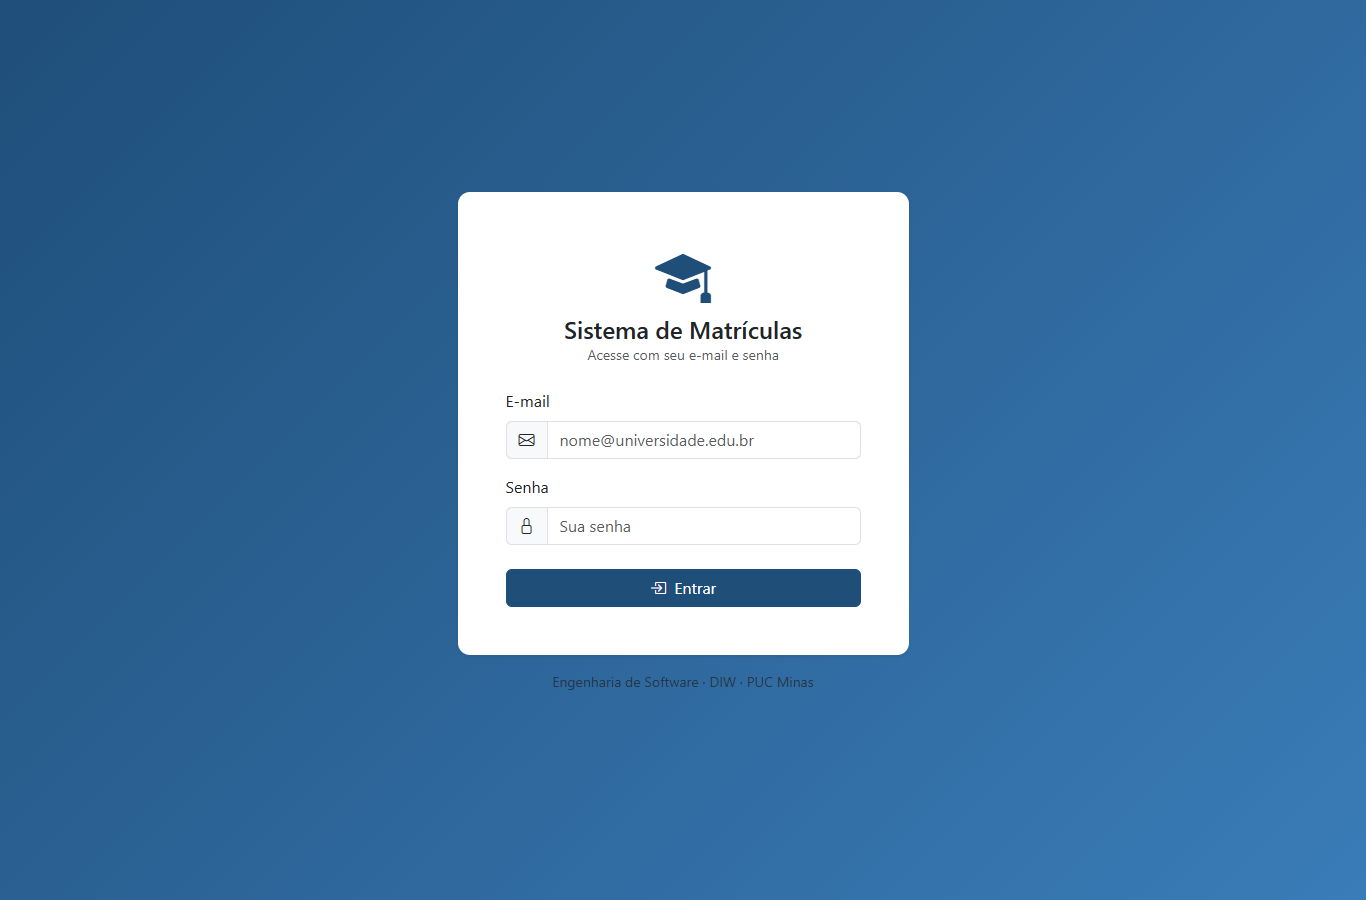 Sistema de Matrículas
Acesse com seu e-mail e senha
E-mail
nome@universidade.edu.br
Senha
Sua senha
Entrar
Engenharia de Software · DIW · PUC Minas